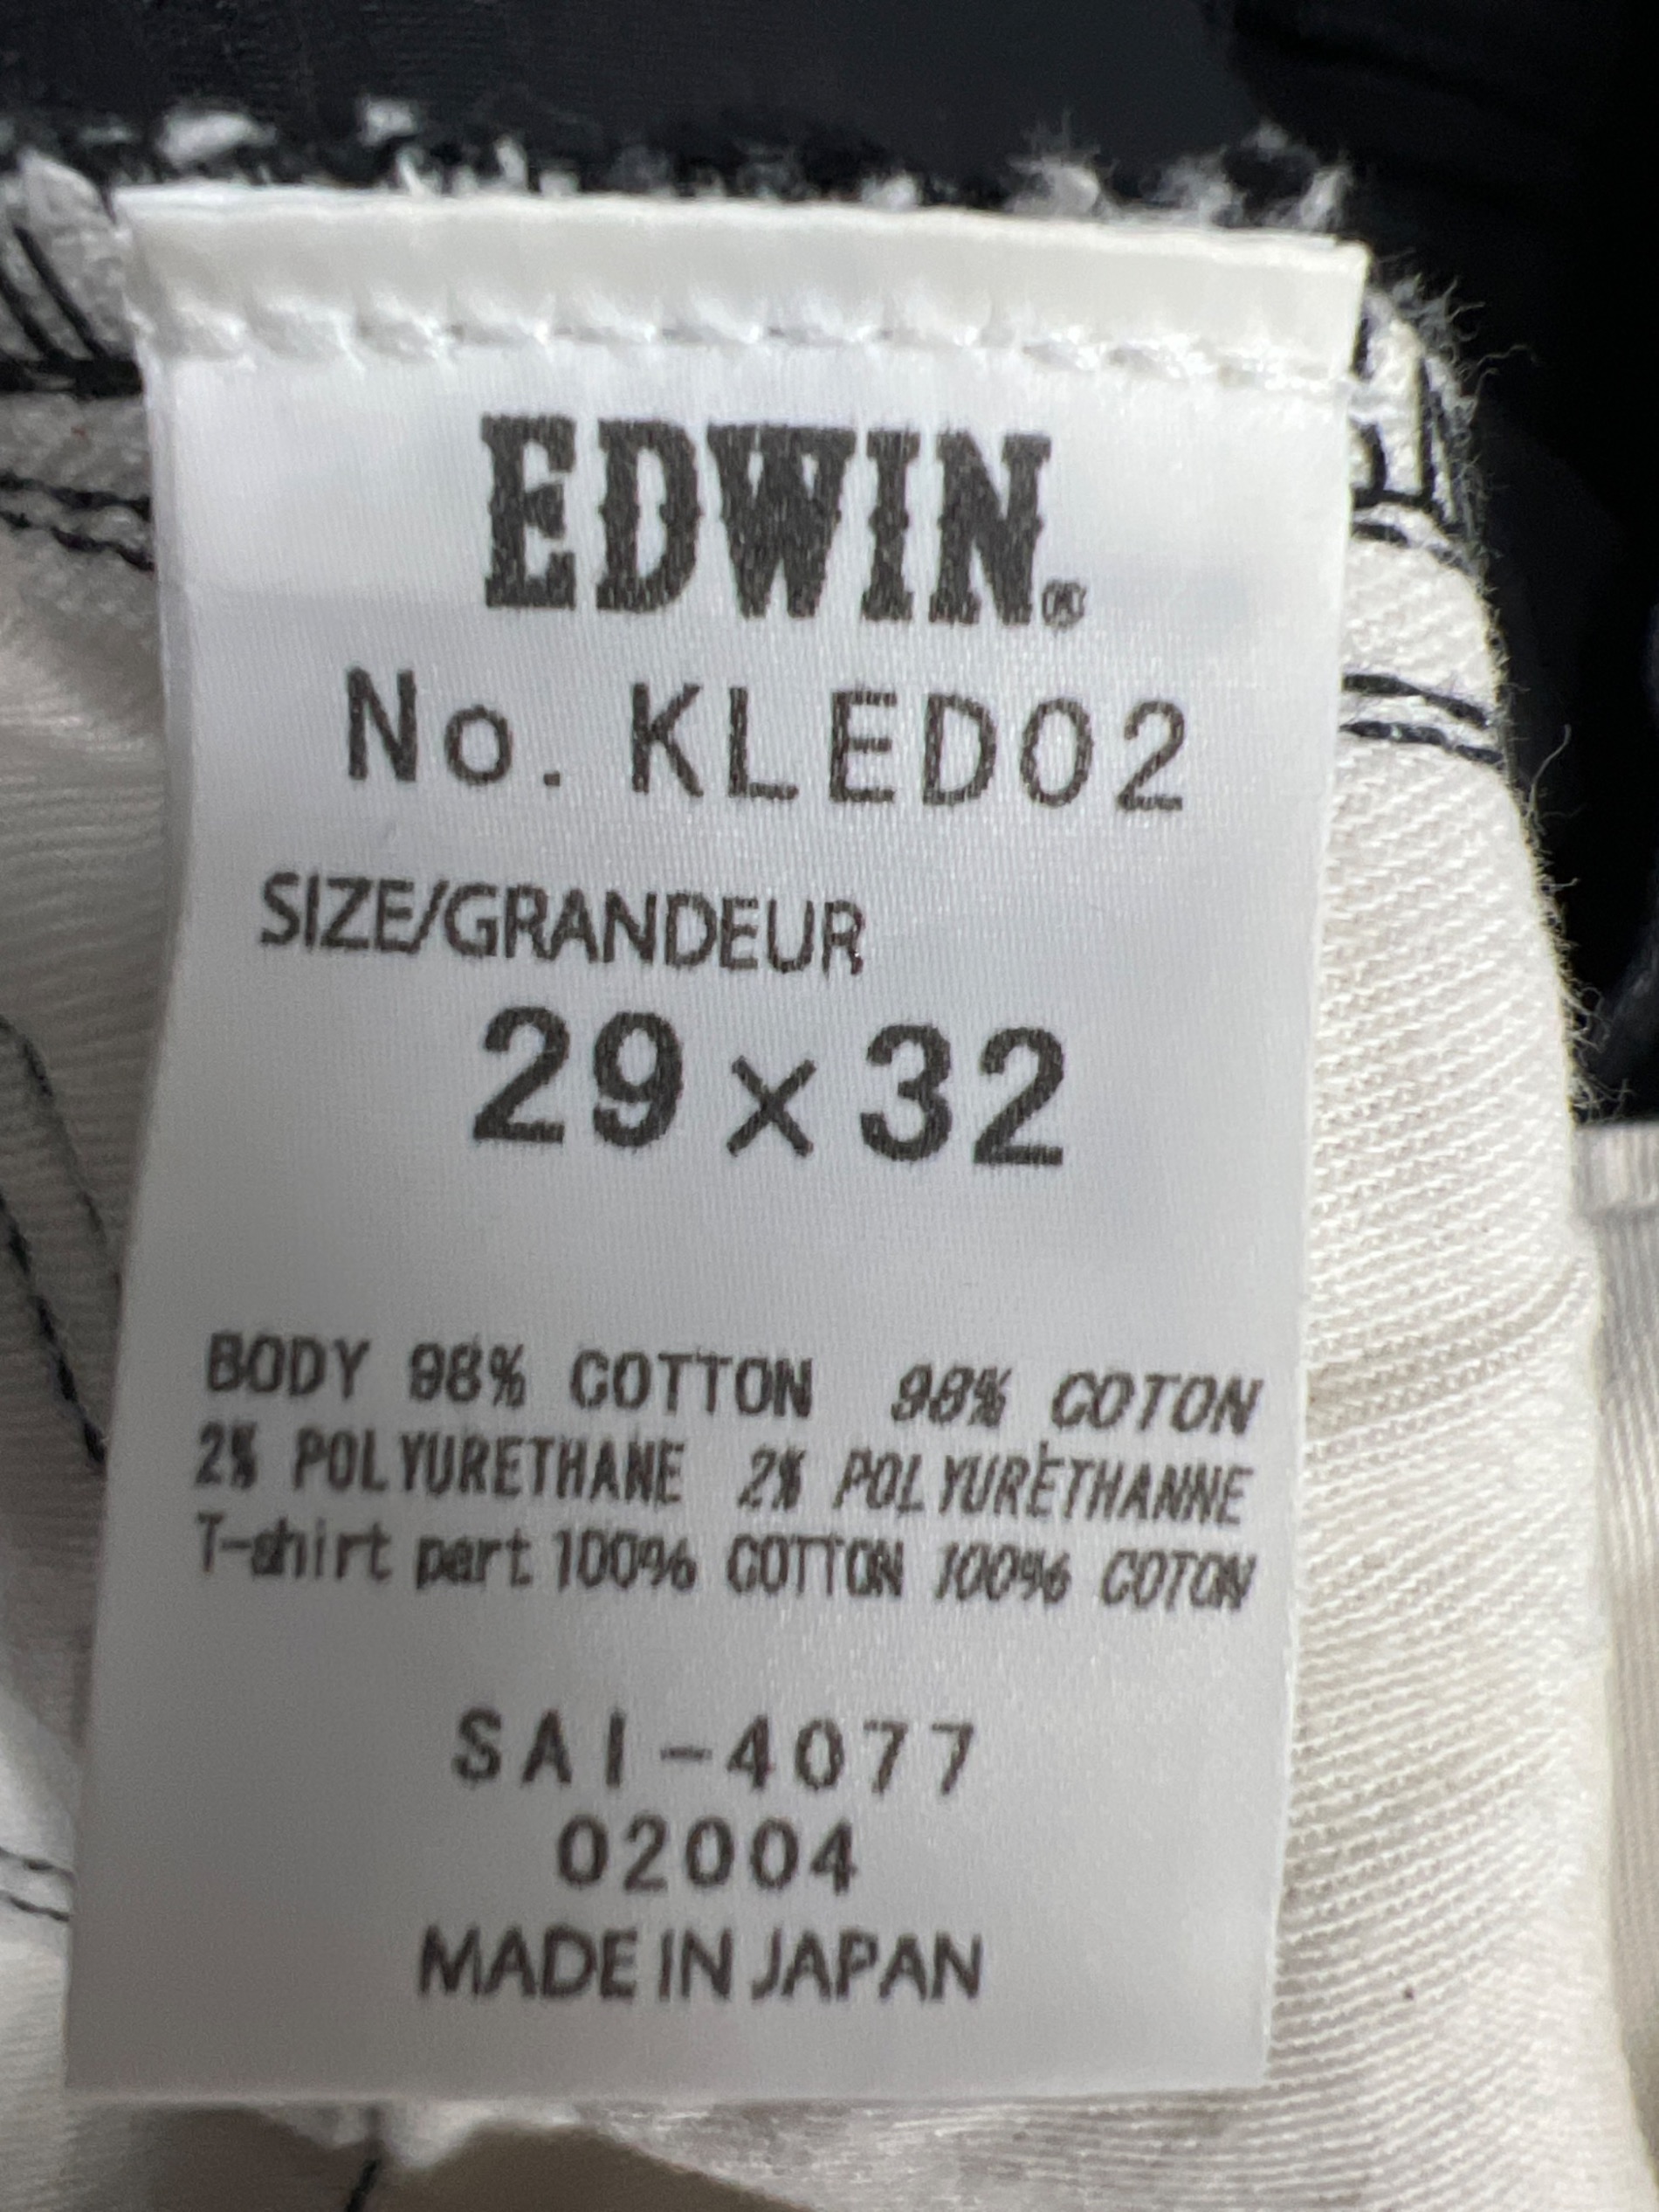 EDWIN®
No. KLED02
SIZE/GRANDEUR
29×32
BODY 98% COTTON 98% COTON
2% POLYURETHANE 2% POLYURÈTHANNE
T-shirt part 100% COTTON 100% COTON
SAI-4077
02004
MADE IN JAPAN